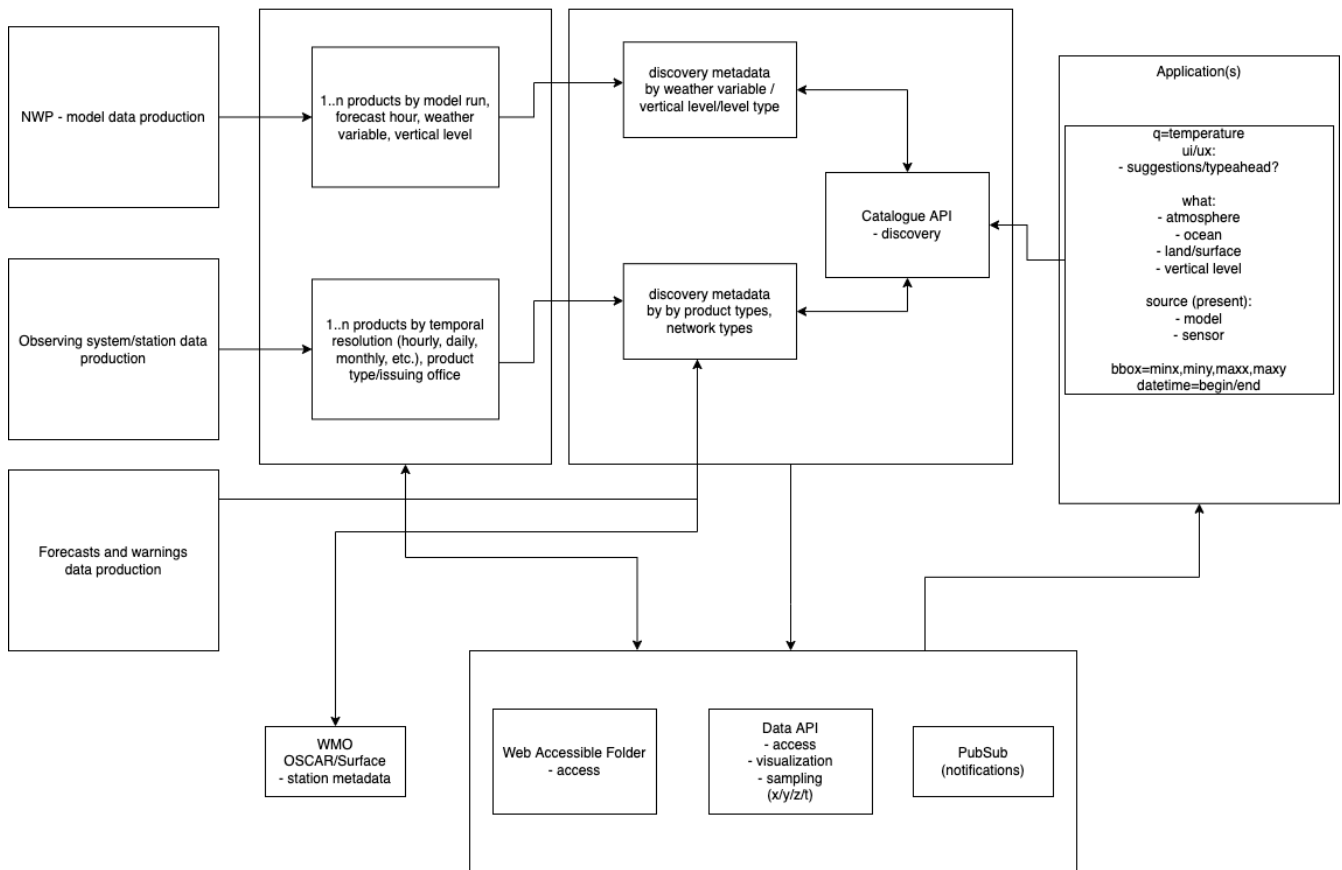 NWP - model data production
1..n products by model run,
forecast hour, weather
variable, vertical level
discovery metadata
by weather variable /
vertical level/level type
Application(s)
q=temperature
ui/ux:
- suggestions/typeahead?
what:
- atmosphere
- ocean
- land/surface
- vertical level
source (present):
- model
- sensor
bbox=minx,miny,maxx,maxy
datetime=begin/end
Catalogue API
- discovery
Observing system/station data
production
1..n products by temporal
resolution (hourly, daily,
monthly, etc.), product
type/issuing office
discovery metadata
by by product types,
network types
Forecasts and warnings
data production
WMO
OSCAR/Surface
- station metadata
Web Accessible Folder
- access
Data API
- access
- visualization
- sampling
(x/y/z/t)
PubSub
(notifications)